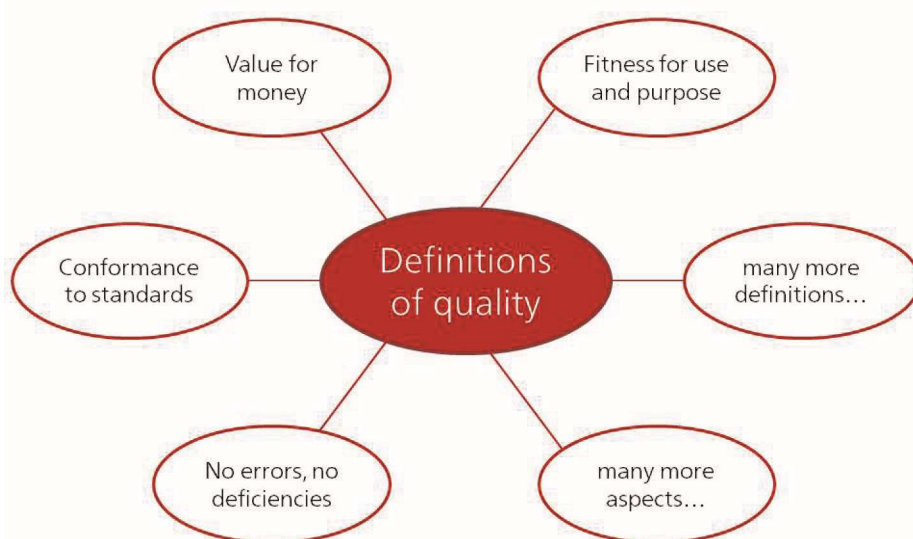 Value for
money
Fitness for use
and purpose
Conformance
to standards
Definitions
of quality
many more
definitions...
No errors, no
deficiencies
many more
aspects...